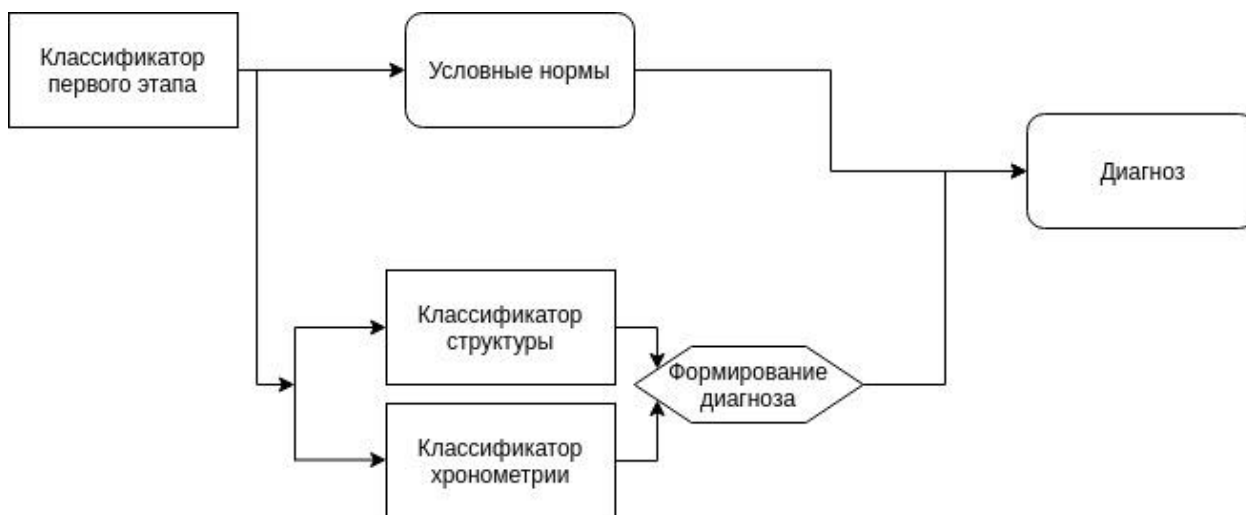 Классификатор
первого этапа
Условные нормы
Диагноз
Классификатор
структуры
Формирование
диагноза
Классификатор
хронометрии